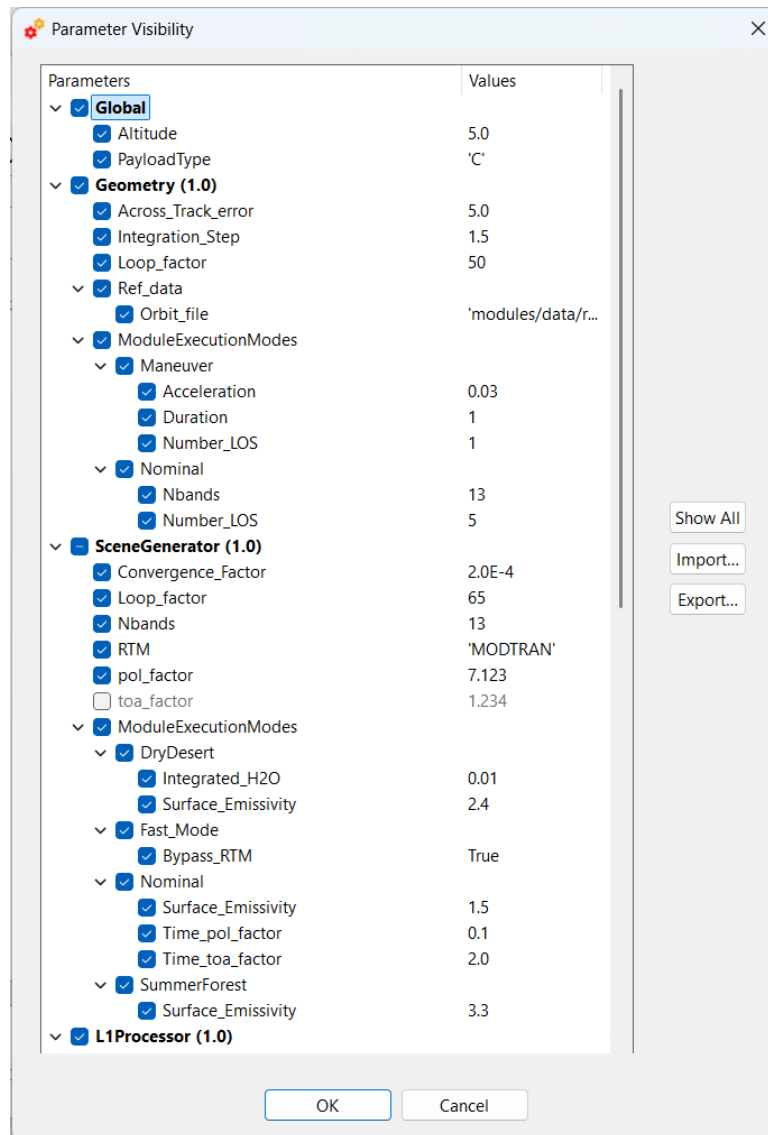 Parameter Visibility
Parameters Values
Global
Altitude 5.0
PayloadType 'C'
Geometry (1.0)
Across_Track_error 5.0
Integration_Step 1.5
Loop_factor 50
Ref_data
Orbit_file 'modules/data/r...
ModuleExecutionModes
Maneuver
Acceleration 0.03
Duration 1
Number_LOS 1
Nominal
Nbands 13
Number_LOS 5
Show All
SceneGenerator (1.0)
Import...
Convergence_Factor 2.0E-4
Loop_factor 65
Export...
Nbands 13
RTM 'MODTRAN'
pol_factor 7.123
toa_factor 1.234
ModuleExecutionModes
DryDesert
Integrated_H2O 0.01
Surface_Emissivity 2.4
Fast_Mode
Bypass_RTM True
Nominal
Surface_Emissivity 1.5
Time_pol_factor 0.1
Time_toa_factor 2.0
SummerForest
Surface_Emissivity 3.3
L1Processor (1.0)
OK Cancel